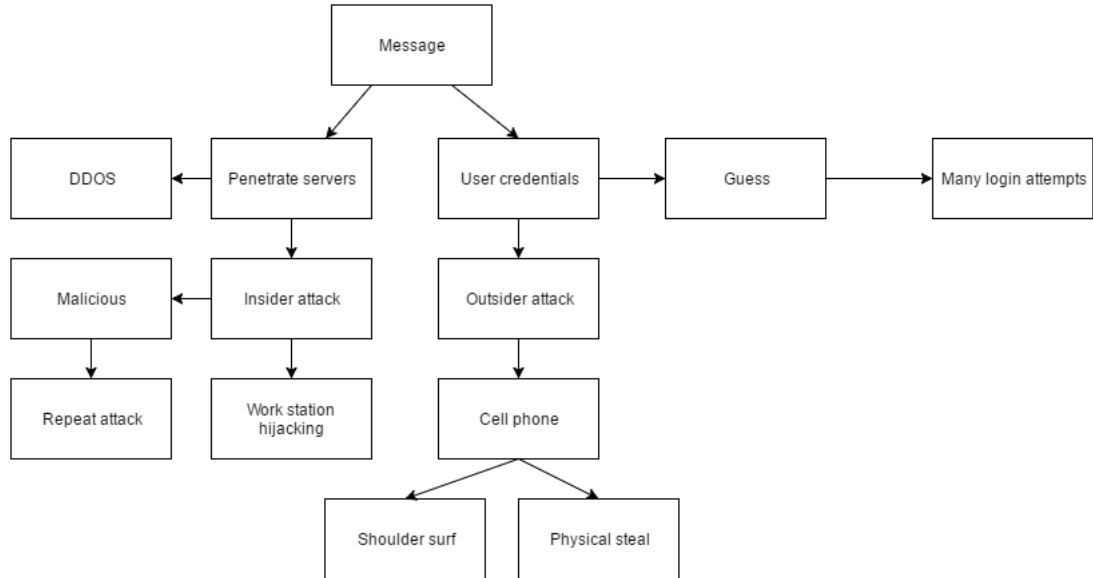 Message
DDOS
Penetrate servers
User credentials
Guess
Many login attempts
Malicious
Insider attack
Outsider attack
Repeat attack
Work station
hijacking
Cell phone
Shoulder surf
Physical steal